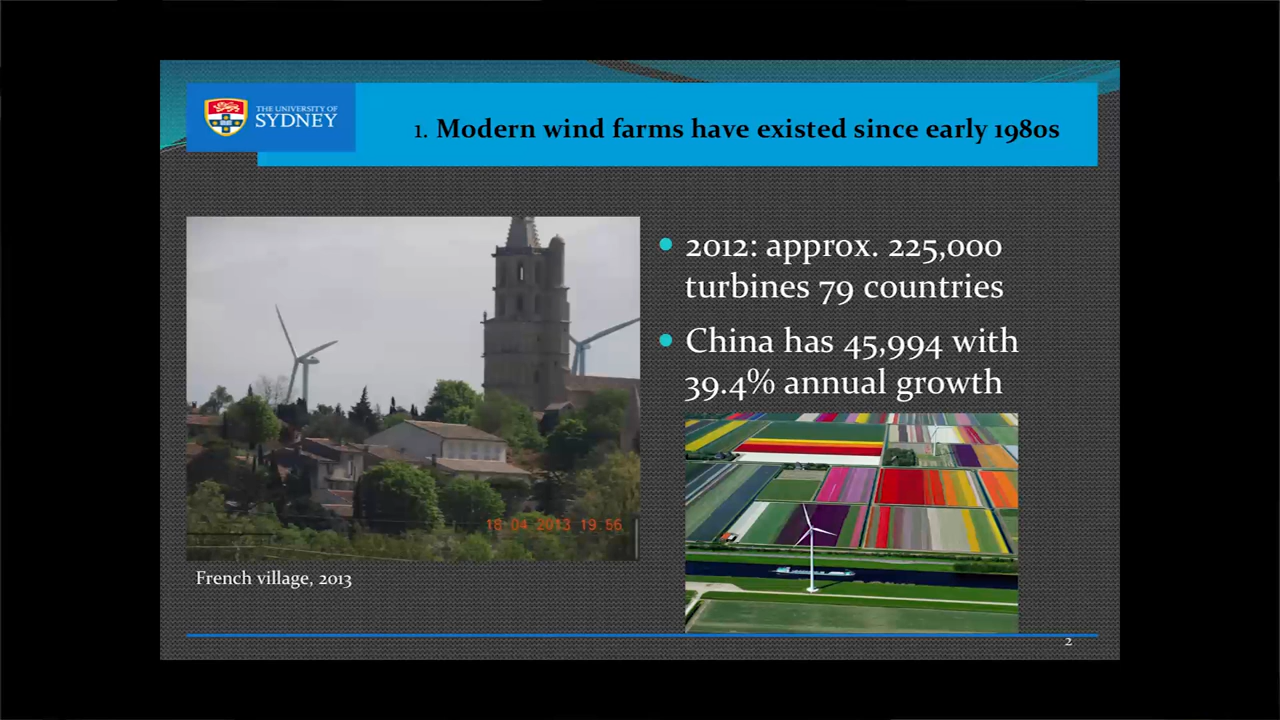 THE UNIVERSITY OF
SYDNEY
1. Modern wind farms have existed since early 1980s
2012: approx. 225,000
turbines 79 countries
China has 45,994 with
39.4% annual growth
18 04 2013 19:56
French village, 2013
2